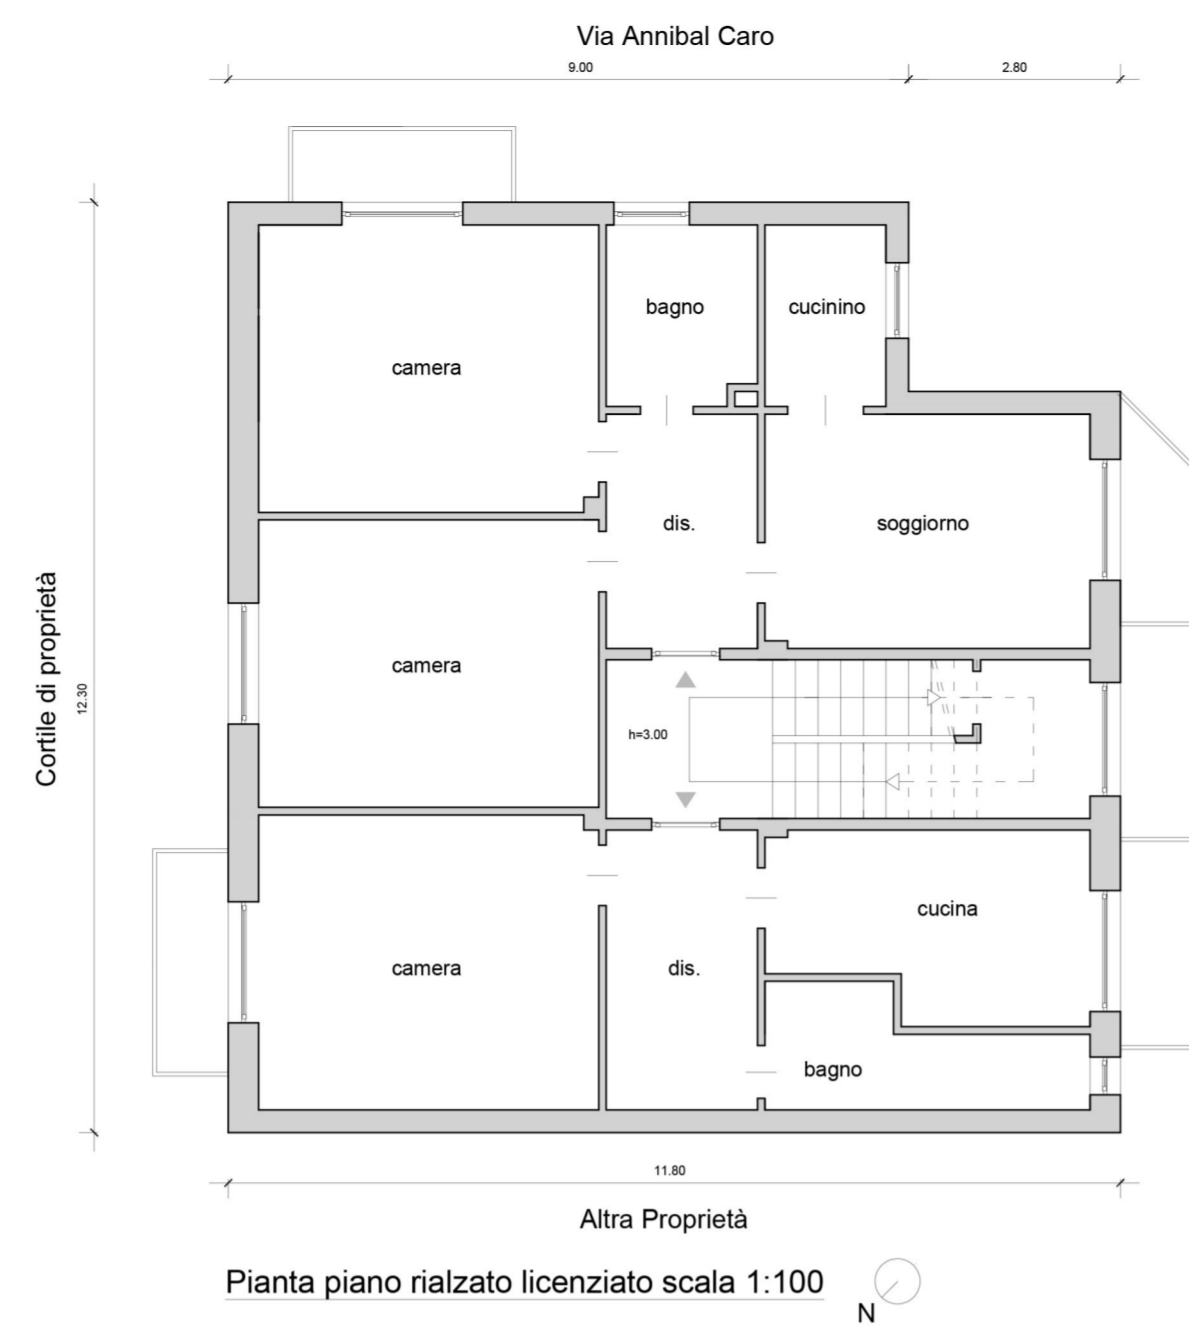 Via Annibal Caro
9.00
2.80
bagno
cucinino
camera
dis.
soggiorno
camera
Cortile di proprietà
12.30
h=3.00
cucina
camera
dis.
bagno
11.80
Altra Proprietà
Pianta piano rialzato licenziato scala 1:100
N